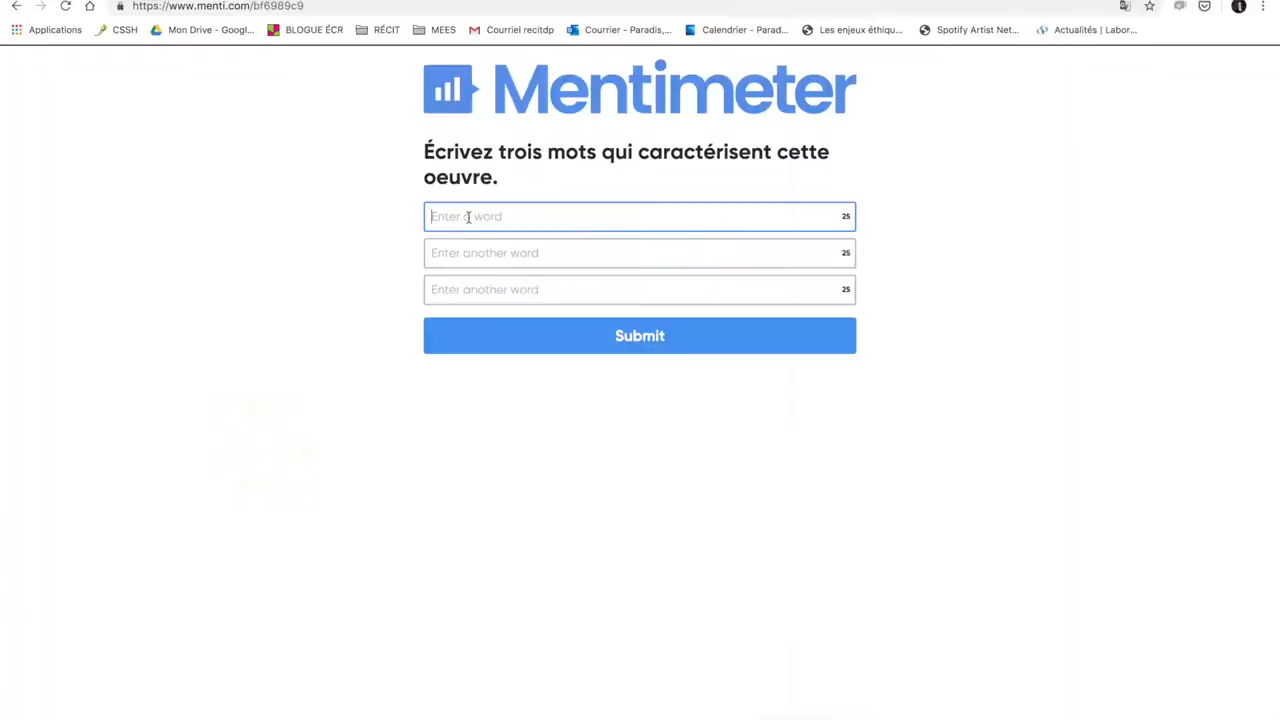 https://www.menti.com/bf6989c9
Applications CSSH Mon Drive - Googl... BLOGUE ÉCR RÉCIT MEES Courriel recitdp Courrier - Paradis,... Calendrier - Parad... Les enjeux éthiqu... Spotify Artist Net... Actualités | Labor...
Mentimeter
Écrivez trois mots qui caractérisent cette
oeuvre.
Enter a word 25
Enter another word 25
Enter another word 25
Submit